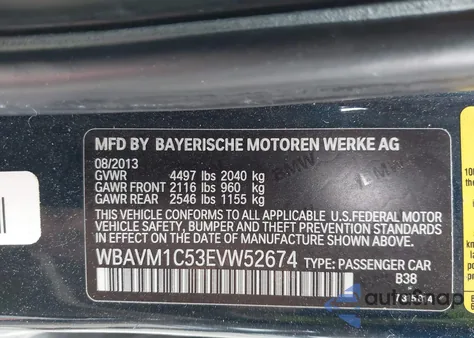 MFD BY BAYERISCHE MOTOREN WERKE AG
08/2013
GVWR 4497 lbs 2040 kg
GAWR FRONT 2116 lbs 960 kg
GAWR REAR 2546 lbs 1155 kg
THIS VEHICLE CONFORMS TO ALL APPLICABLE
U.S.FEDERAL MOTOR
VEHICLE SAFETY, BUMPER AND THEFT PREVENTION STANDARDS
IN EFFECT ON THE DATE OF MANUFACTURE SHOWN ABOVE.
WBAVM1C53EVW52674 TYPE: PASSENGER CAR
B38
autosnap